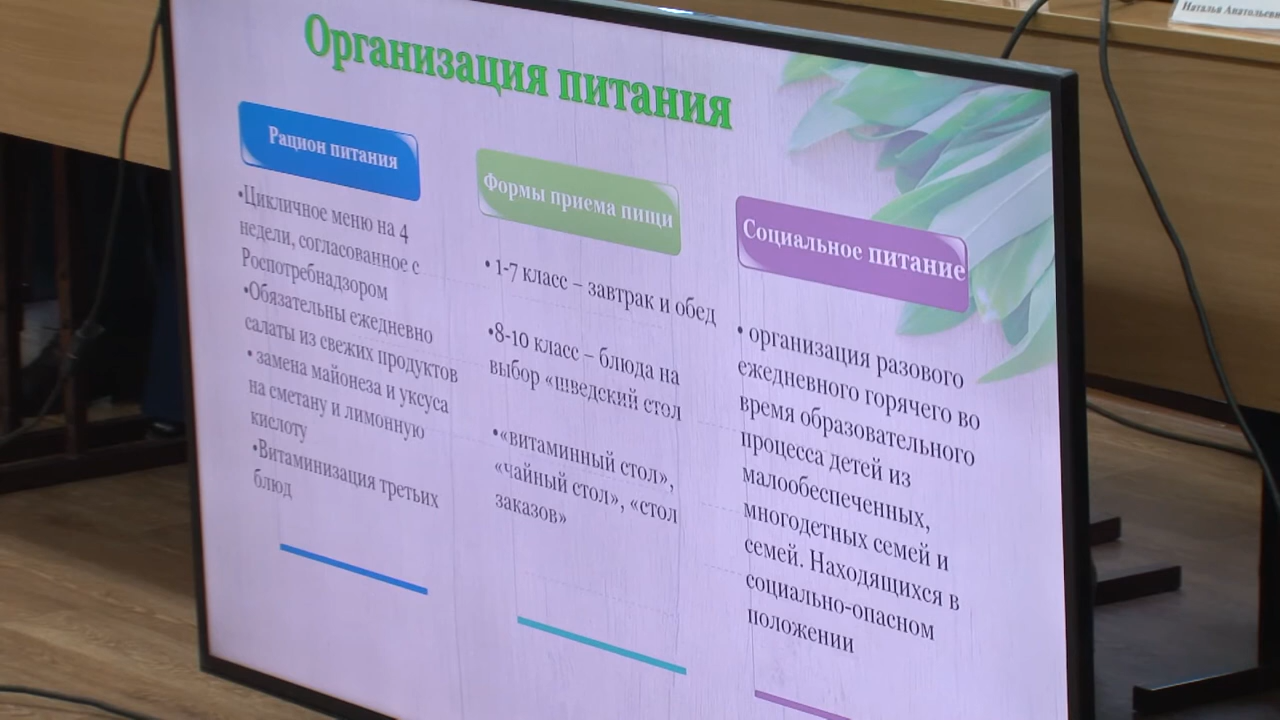 Наталья Анатольевн
Организация питания
Рацион питания
•Цикличное меню на 4
недели, согласованное с
Роспотребнадзором
•Обязательны ежедневно
салаты из свежих продуктов
• замена майонеза и уксуса
на сметану и лимонную
кислоту
•Витаминизация третьих
блюд
Формы приема пищи
• 1-7 класс – завтрак и обед
•8-10 класс – блюда на
выбор «шведский стол
•«витаминный стол»,
«чайный стол», «стол
заказов»
Социальное питание
• организация разового
ежедневного горячего во
время образовательного
процесса детей из
малообеспеченных,
многодетных семей и
семей. Находящихся в
социально-опасном
положении